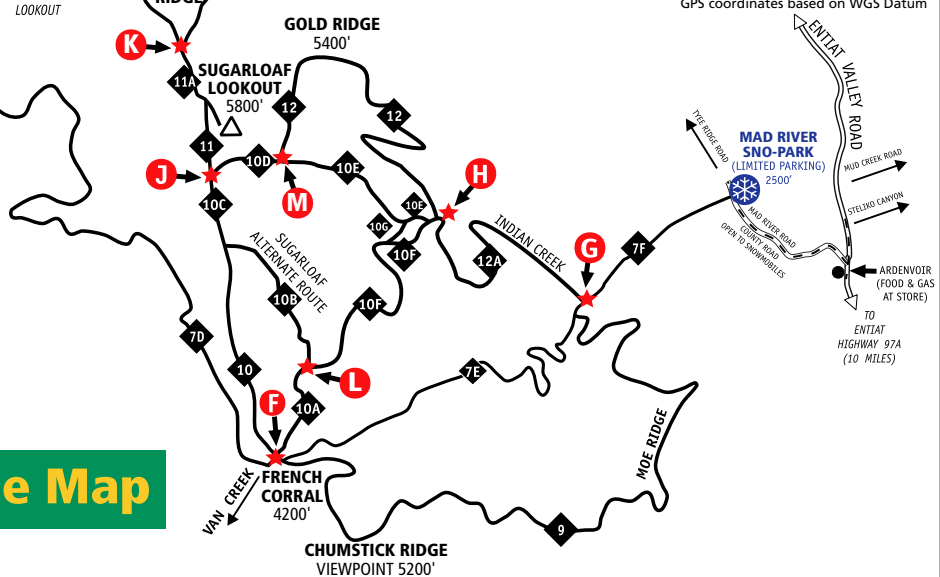 RIDGE
LOOKOUT
GPS coordinates based on WGS Datum
GOLD RIDGE
5400'
K
11A
SUGARLOAF
LOOKOUT
5800'
12
12
ENTIAT VALLEY ROAD
TYEE RIDGE ROAD
MAD RIVER
SNO-PARK
(LIMITED PARKING)
2500'
MUD CREEK ROAD
11
10D
10E
J
M
H
10C
10E
10G
10F
STELIKO CANYON
MAD RIVER ROAD
COUNTY ROAD
OPEN TO SNOWMOBILES
INDIAN CREEK
G
7F
12A
SUGARLOAF
ALTERNATE ROUTE
10B
10F
ARDENVOIR
(FOOD & GAS
AT STORE)
TO
ENTIAT
HIGHWAY 97A
(10 MILES)
7D
10
L
7E
F
10A
MOE RIDGE
e Map
VAN CREEK
FRENCH
CORRAL
4200'
9
CHUMSTICK RIDGE
VIEWPOINT 5200'